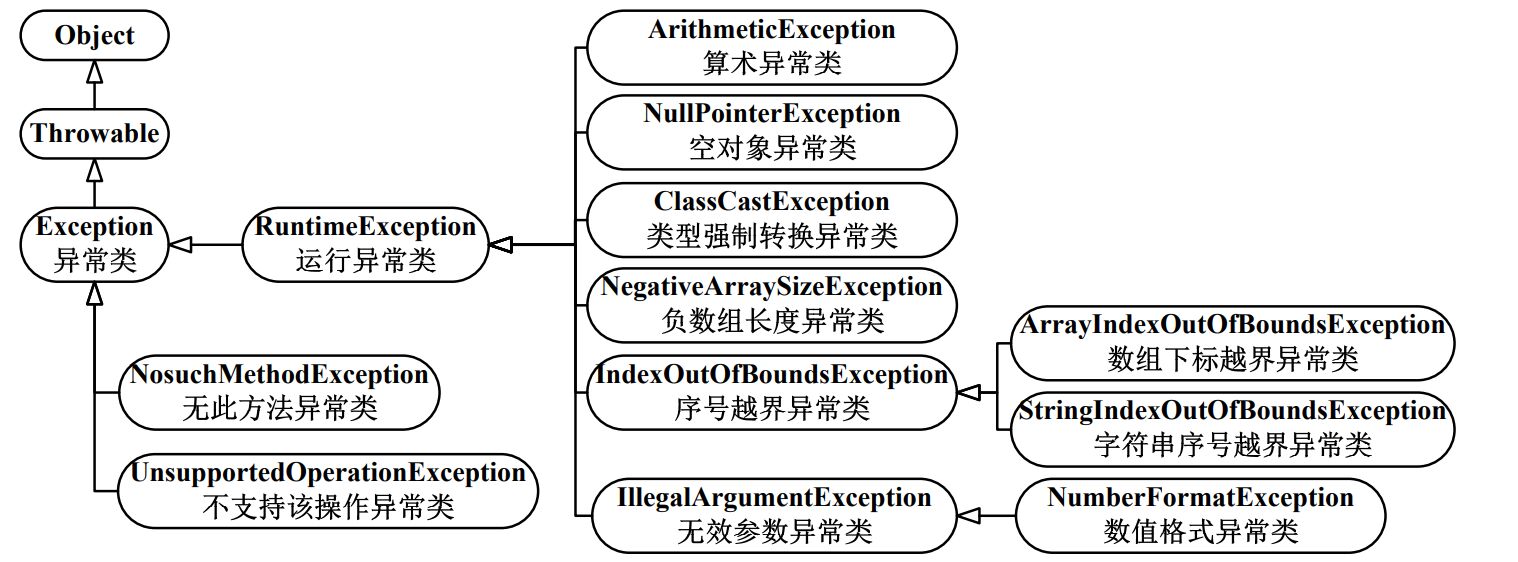 Object
Throwable
Exception
异常类
RuntimeException
运行异常类
NosuchMethodException
无此方法异常类
UnsupportedOperationException
不支持该操作异常类
ArithmeticException
算术异常类
NullPointerException
空对象异常类
ClassCastException
类型强制转换异常类
NegativeArraySizeException
负数组长度异常类
IndexOutOfBoundsException
序号越界异常类
IllegalArgumentException
无效参数异常类
ArrayIndexOutOfBoundsException
数组下标越界异常类
StringIndexOutOfBoundsException
字符串序号越界异常类
NumberFormatException
数值格式异常类